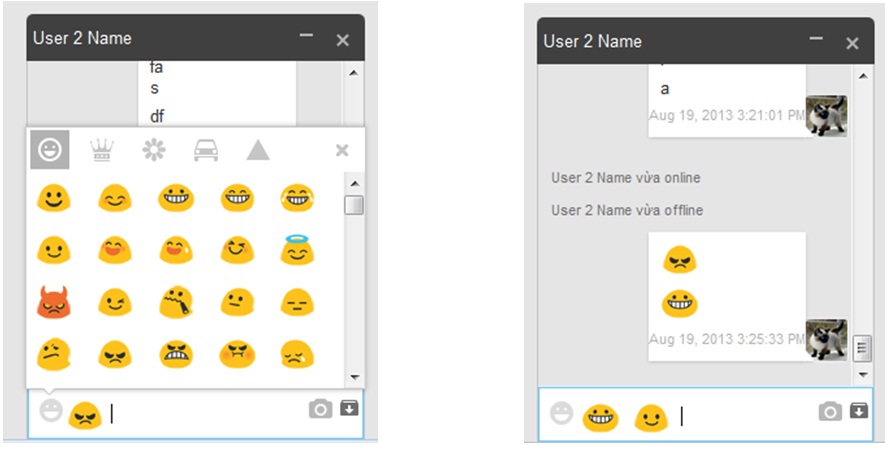 User 2 Name
fa
s
df
User 2 Name
a
Aug 19, 2013 3:21:01 PM
User 2 Name vừa online
User 2 Name vừa offline
Aug 19, 2013 3:25:33 PM